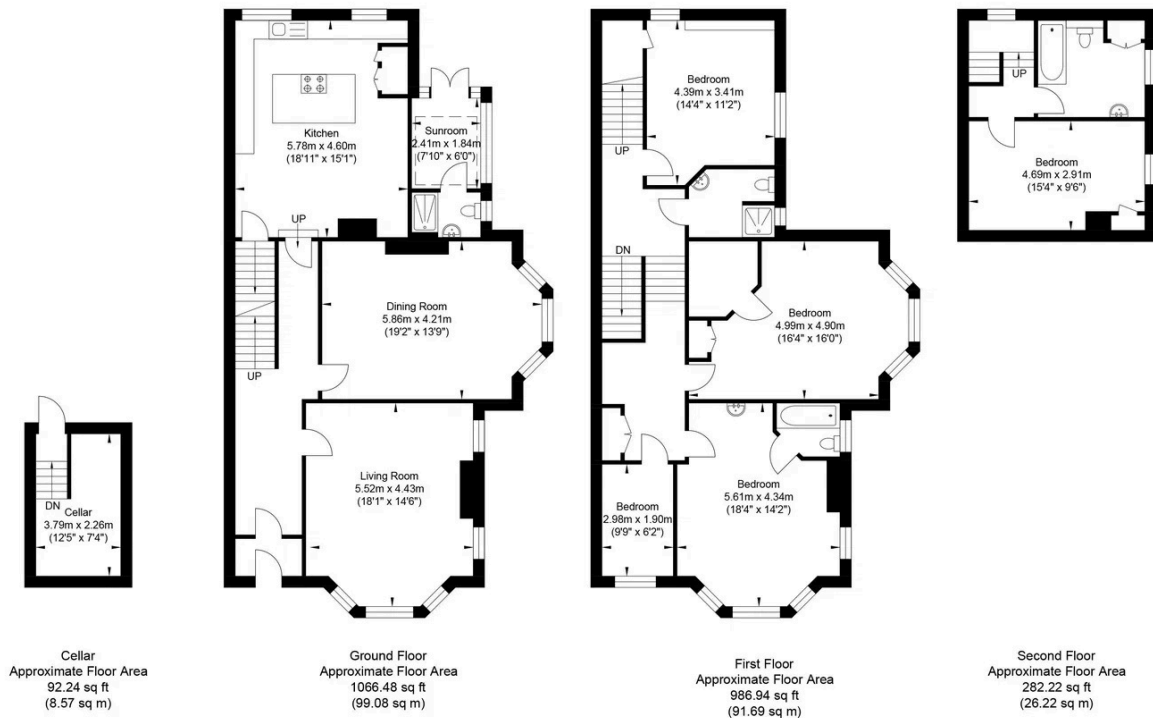 Kitchen
5.78m x 4.60m
(18'11" x 15'1")
Sunroom
2.41m x 1.84m
(7'10" x 6'0")
UP
Dining Room
5.86m x 4.21m
(19'2" x 13'9")
UP
Living Room
5.52m x 4.43m
(18'1" x 14'6")
DN
Cellar
3.79m x 2.26m
(12'5" x 7'4")
Bedroom
4.39m x 3.41m
(14'4" x 11'2")
UP
DN
Bedroom
4.99m x 4.90m
(16'4" x 16'0")
Bedroom
5.61m x 4.34m
(18'4" x 14'2")
Bedroom
2.98m x 1.90m
(9'9" x 6'2")
UP
Bedroom
4.69m x 2.91m
(15'4" x 9'6")
Cellar
Approximate Floor Area
92.24 sq ft
(8.57 sq m)
Ground Floor
Approximate Floor Area
1066.48 sq ft
(99.08 sq m)
First Floor
Approximate Floor Area
986.94 sq ft
(91.69 sq m)
Second Floor
Approximate Floor Area
282.22 sq ft
(26.22 sq m)